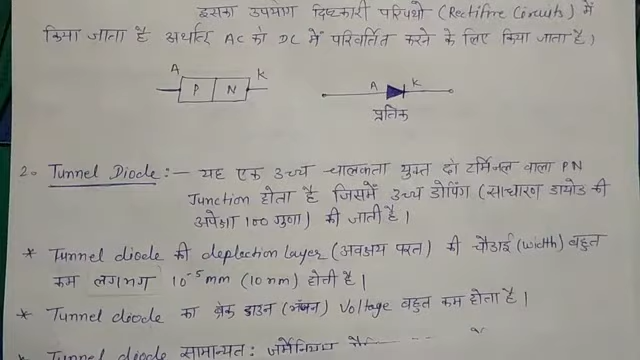 इसका उपयोग दिष्टकारी परिपथो (Rectifire Circuits) में
किया जाता है अर्थात AC को DC में परिवर्तित करने के लिए किया जाता है।
A P N K
A K
प्रतिक
2. Tunnel Diode :- यह एक उच्च चालकता युक्त दो टर्मिनल वाला PN
Junction होता है जिसमें उच्च डोपिंग (साधारण डायोड की
अपेक्षा 100 गुणा) की जाती है।
* Tunnel diode की deplection layer (अवक्षय परत) की चौड़ाई (width) बहुत
कम लगभग 10⁻⁵ mm (10 nm) होती है।
* Tunnel diode का ब्रेक डाउन (भंजन) Voltage बहुत कम होता है।
* Tunnel diode सामान्यत: जर्मेनियम